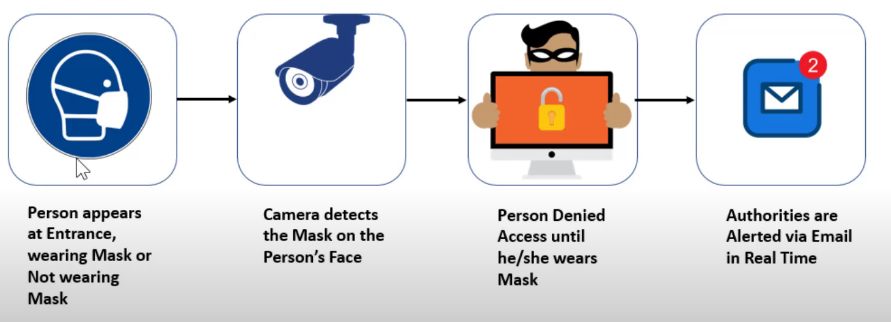 2
Person appears
at Entrance,
wearing Mask or
Not wearing
Mask
Camera detects
the Mask on the
Person's Face
Person Denied
Access until
he/she wears
Mask
Authorities are
Alerted via Email
in Real Time